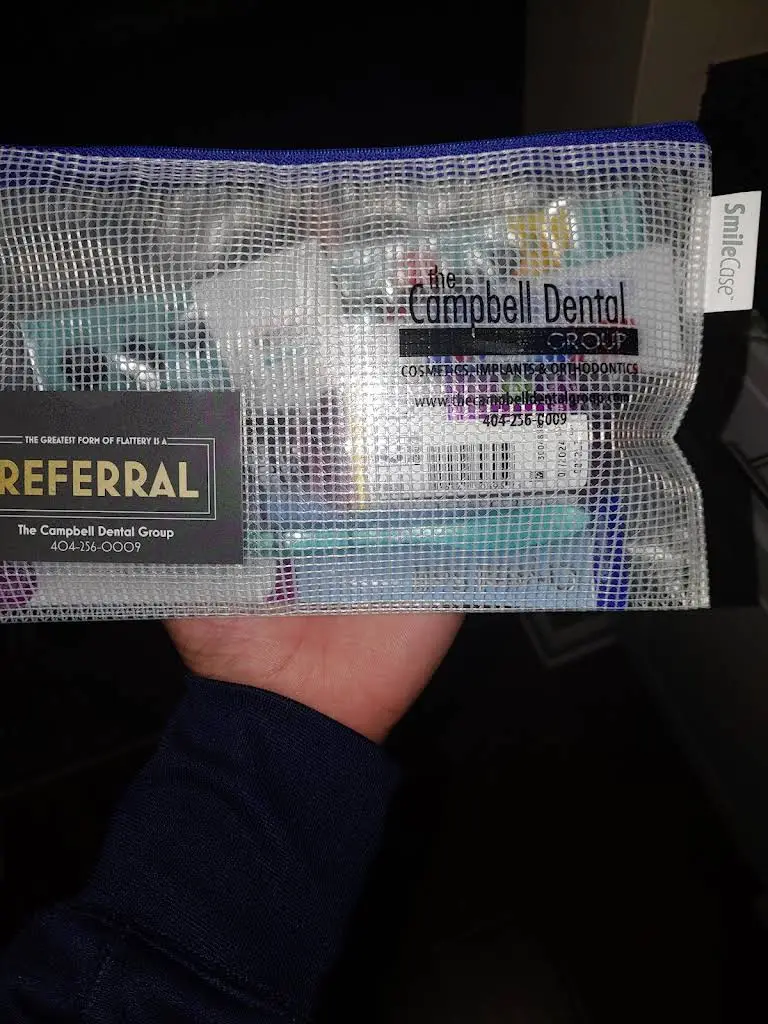 SmileCase™
the
Campbell Dental
GROUP
COSMETICS, IMPLANTS & ORTHODONTICS
www.thecampbelldentalgroup.com
404-256-0009
THE GREATEST FORM OF FLATTERY IS A
REFERRAL
The Campbell Dental Group
404-256-0009